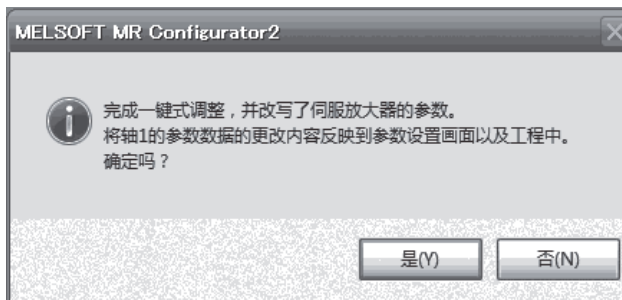 MELSOFT MR Configurator2
完成一键式调整，并改写了伺服放大器的参数。
将轴1的参数数据的更改内容反映到参数设置画面以及工程中。
确定吗？
是(Y)
否(N)